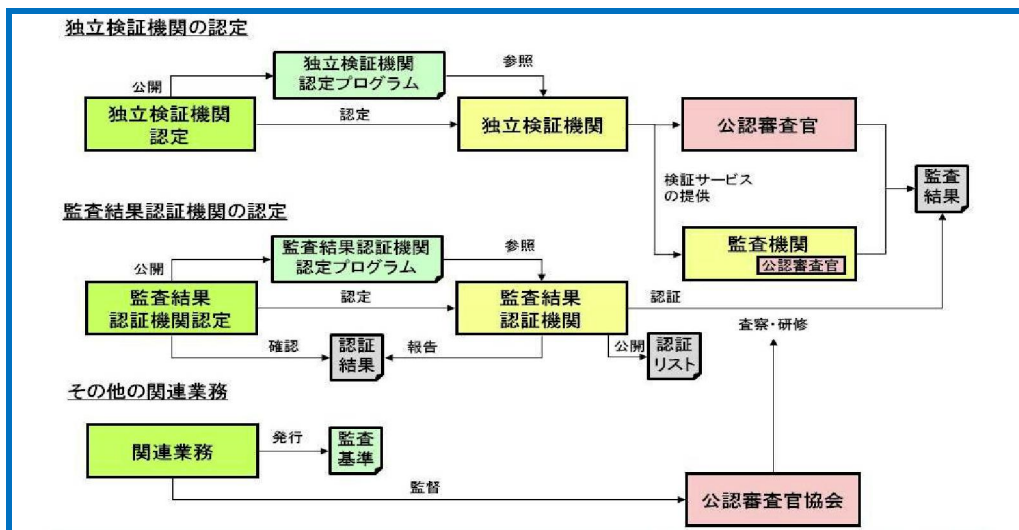 独立検証機関の認定
独立検証機関
認定プログラム
公開
参照
独立検証機関
認定
認定
独立検証機関
公認審査官
検証サービス
の提供
監査
結果
監査結果認証機関の認定
監査結果認証機関
認定プログラム
公開
参照
監査機関
公認審査官
監査結果
認証機関認定
認定
監査結果
認証機関
認証
確認
認証
結果
報告
公開
認証
リスト
査察・研修
その他の関連業務
関連業務
発行
監査
基準
監督
公認審査官協会